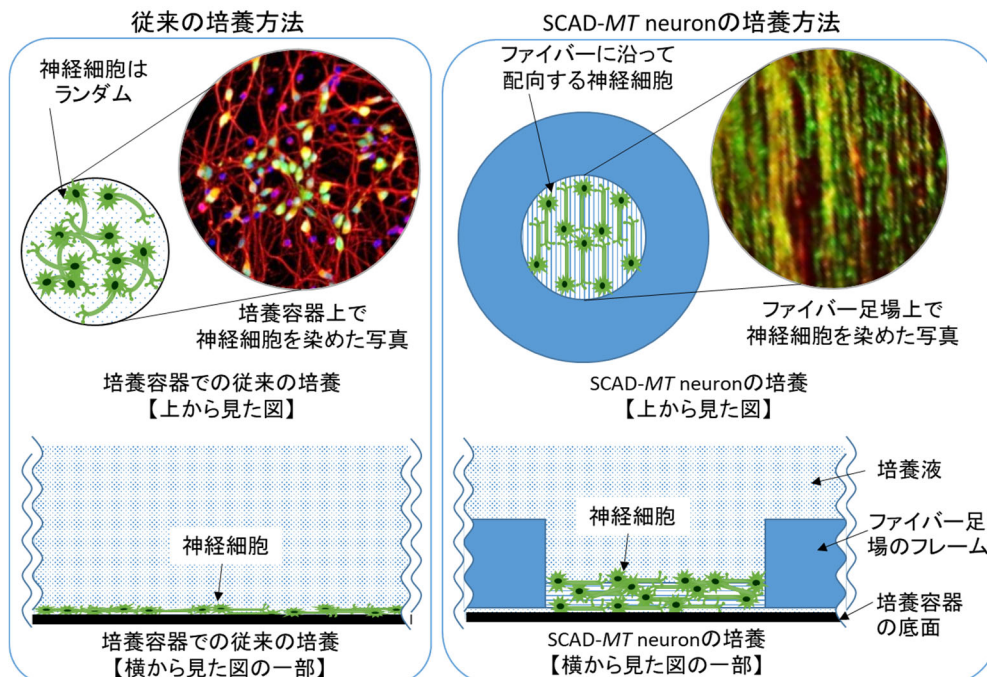 従来の培養方法
神経細胞は
ランダム
培養容器上で
神経細胞を染めた写真
培養容器での従来の培養
【上から見た図】
神経細胞
培養容器での従来の培養
【横から見た図の一部】
SCAD-MT neuronの培養方法
ファイバーに沿って
配向する神経細胞
ファイバー足場上で
神経細胞を染めた写真
SCAD-MT neuronの培養
【上から見た図】
神経細胞
培養液
ファイバー足
場のフレーム
培養容器
の底面
SCAD-MT neuronの培養
【横から見た図の一部】